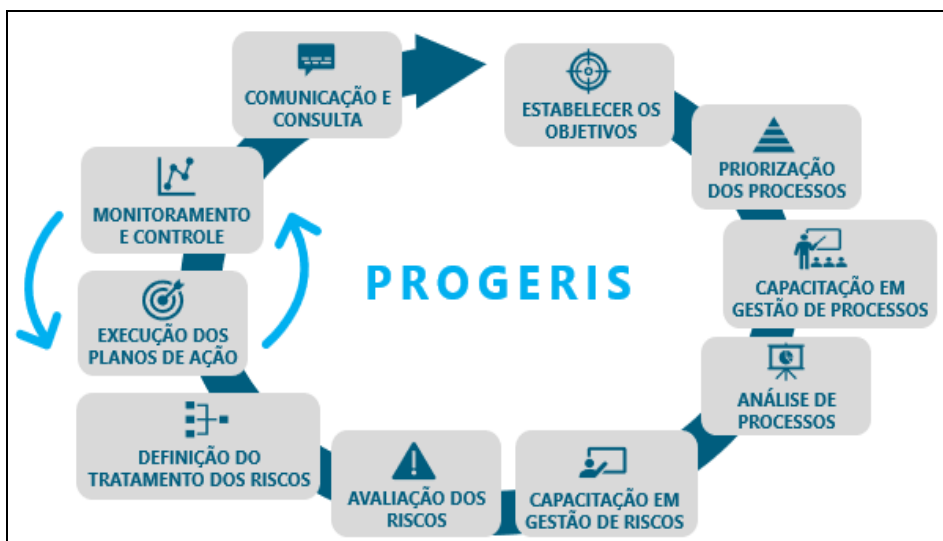 ESTABELECER OS
OBJETIVOS
PRIORIZAÇÃO
DOS PROCESSOS
CAPACITAÇÃO EM
GESTÃO DE PROCESSOS
ANÁLISE DE
PROCESSOS
CAPACITAÇÃO EM
GESTÃO DE RISCOS
AVALIAÇÃO DOS
RISCOS
DEFINIÇÃO DO
TRATAMENTO DOS RISCOS
EXECUÇÃO DOS
PLANOS DE AÇÃO
MONITORAMENTO
E CONTROLE
COMUNICAÇÃO E
CONSULTA
PROGERIS